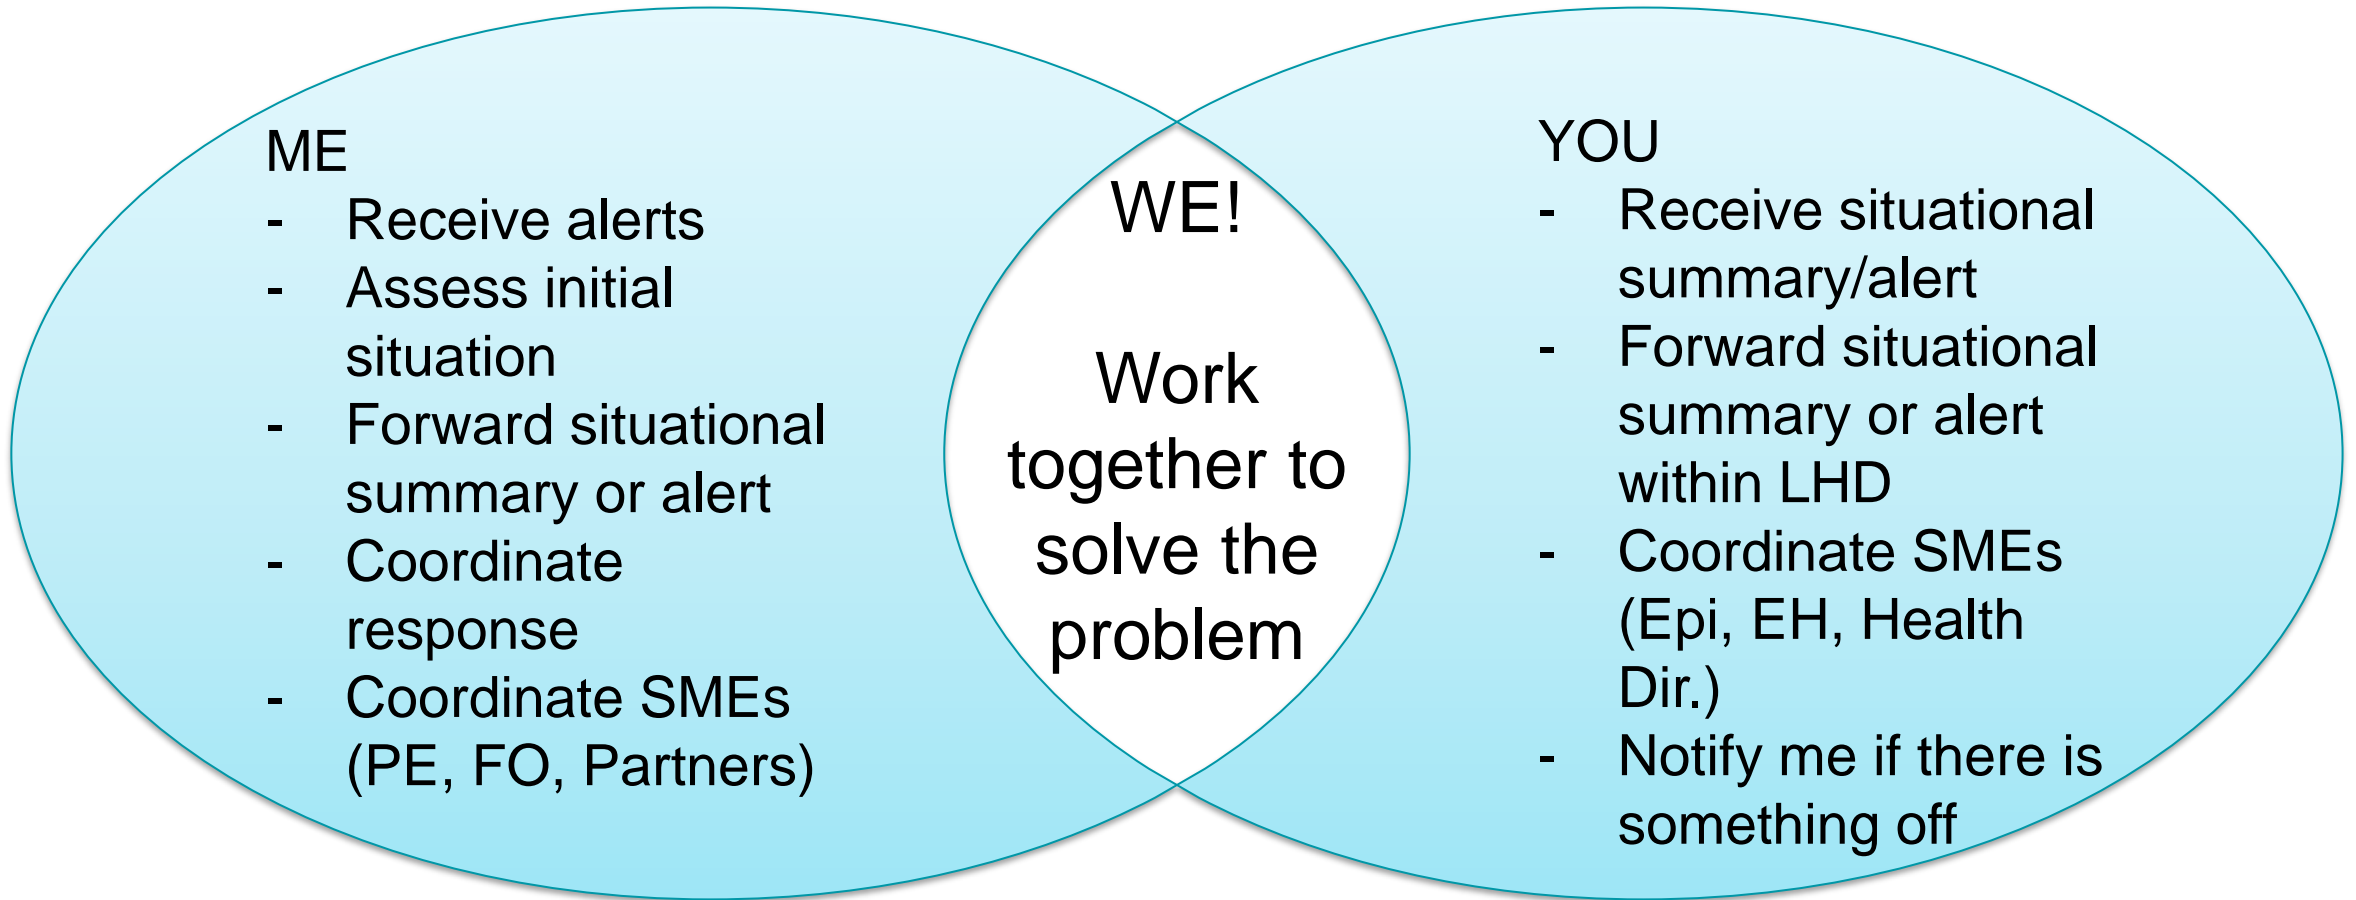 ME
- Receive alerts
- Assess initial
situation
- Forward situational
summary or alert
- Coordinate
response
- Coordinate SMEs
(PE, FO, Partners)
WE!
Work
together to
solve the
problem
YOU
- Receive situational
summary/alert
- Forward situational
summary or alert
within LHD
- Coordinate SMEs
(Epi, EH, Health
Dir.)
- Notify me if there is
something off